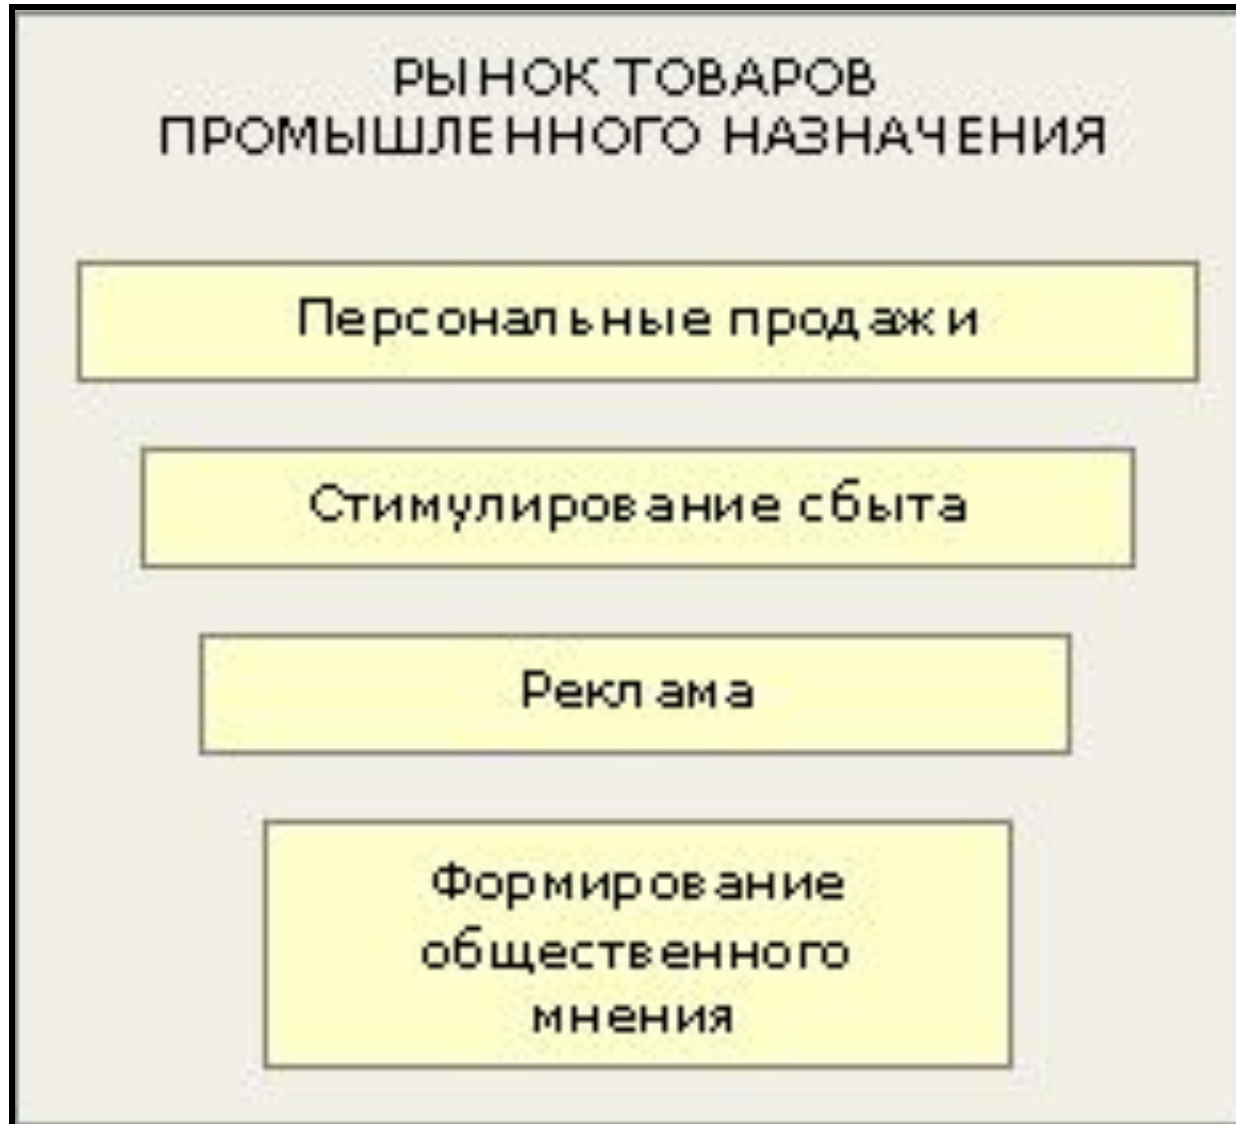 РЫНОК ТОВАРОВ
ПРОМЫШЛЕННОГО НАЗНАЧЕНИЯ
Персональные продажи
Стимулирование сбыта
Реклама
Формирование
общественного
мнения